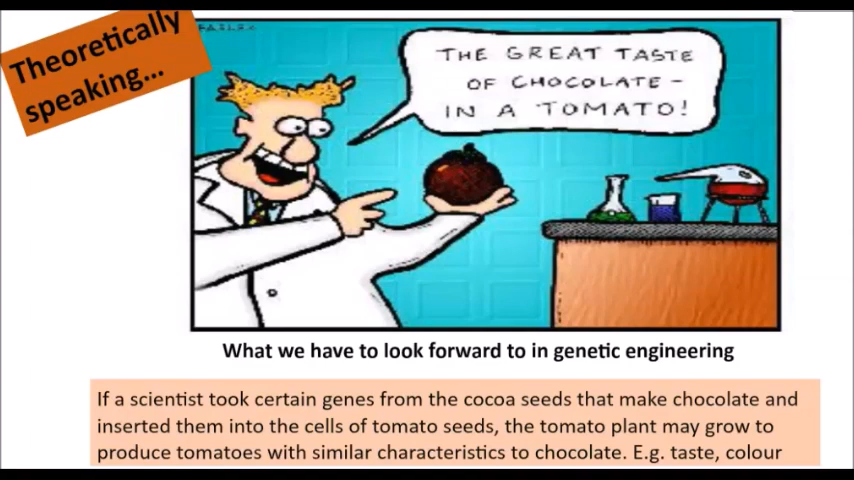 Theoretically
speaking...
THE GREAT TASTE
OF CHOCOLATE -
IN A TOMATO!
What we have to look forward to in genetic engineering
If a scientist took certain genes from the cocoa seeds that make chocolate and
inserted them into the cells of tomato seeds, the tomato plant may grow to
produce tomatoes with similar characteristics to chocolate. E.g. taste, colour